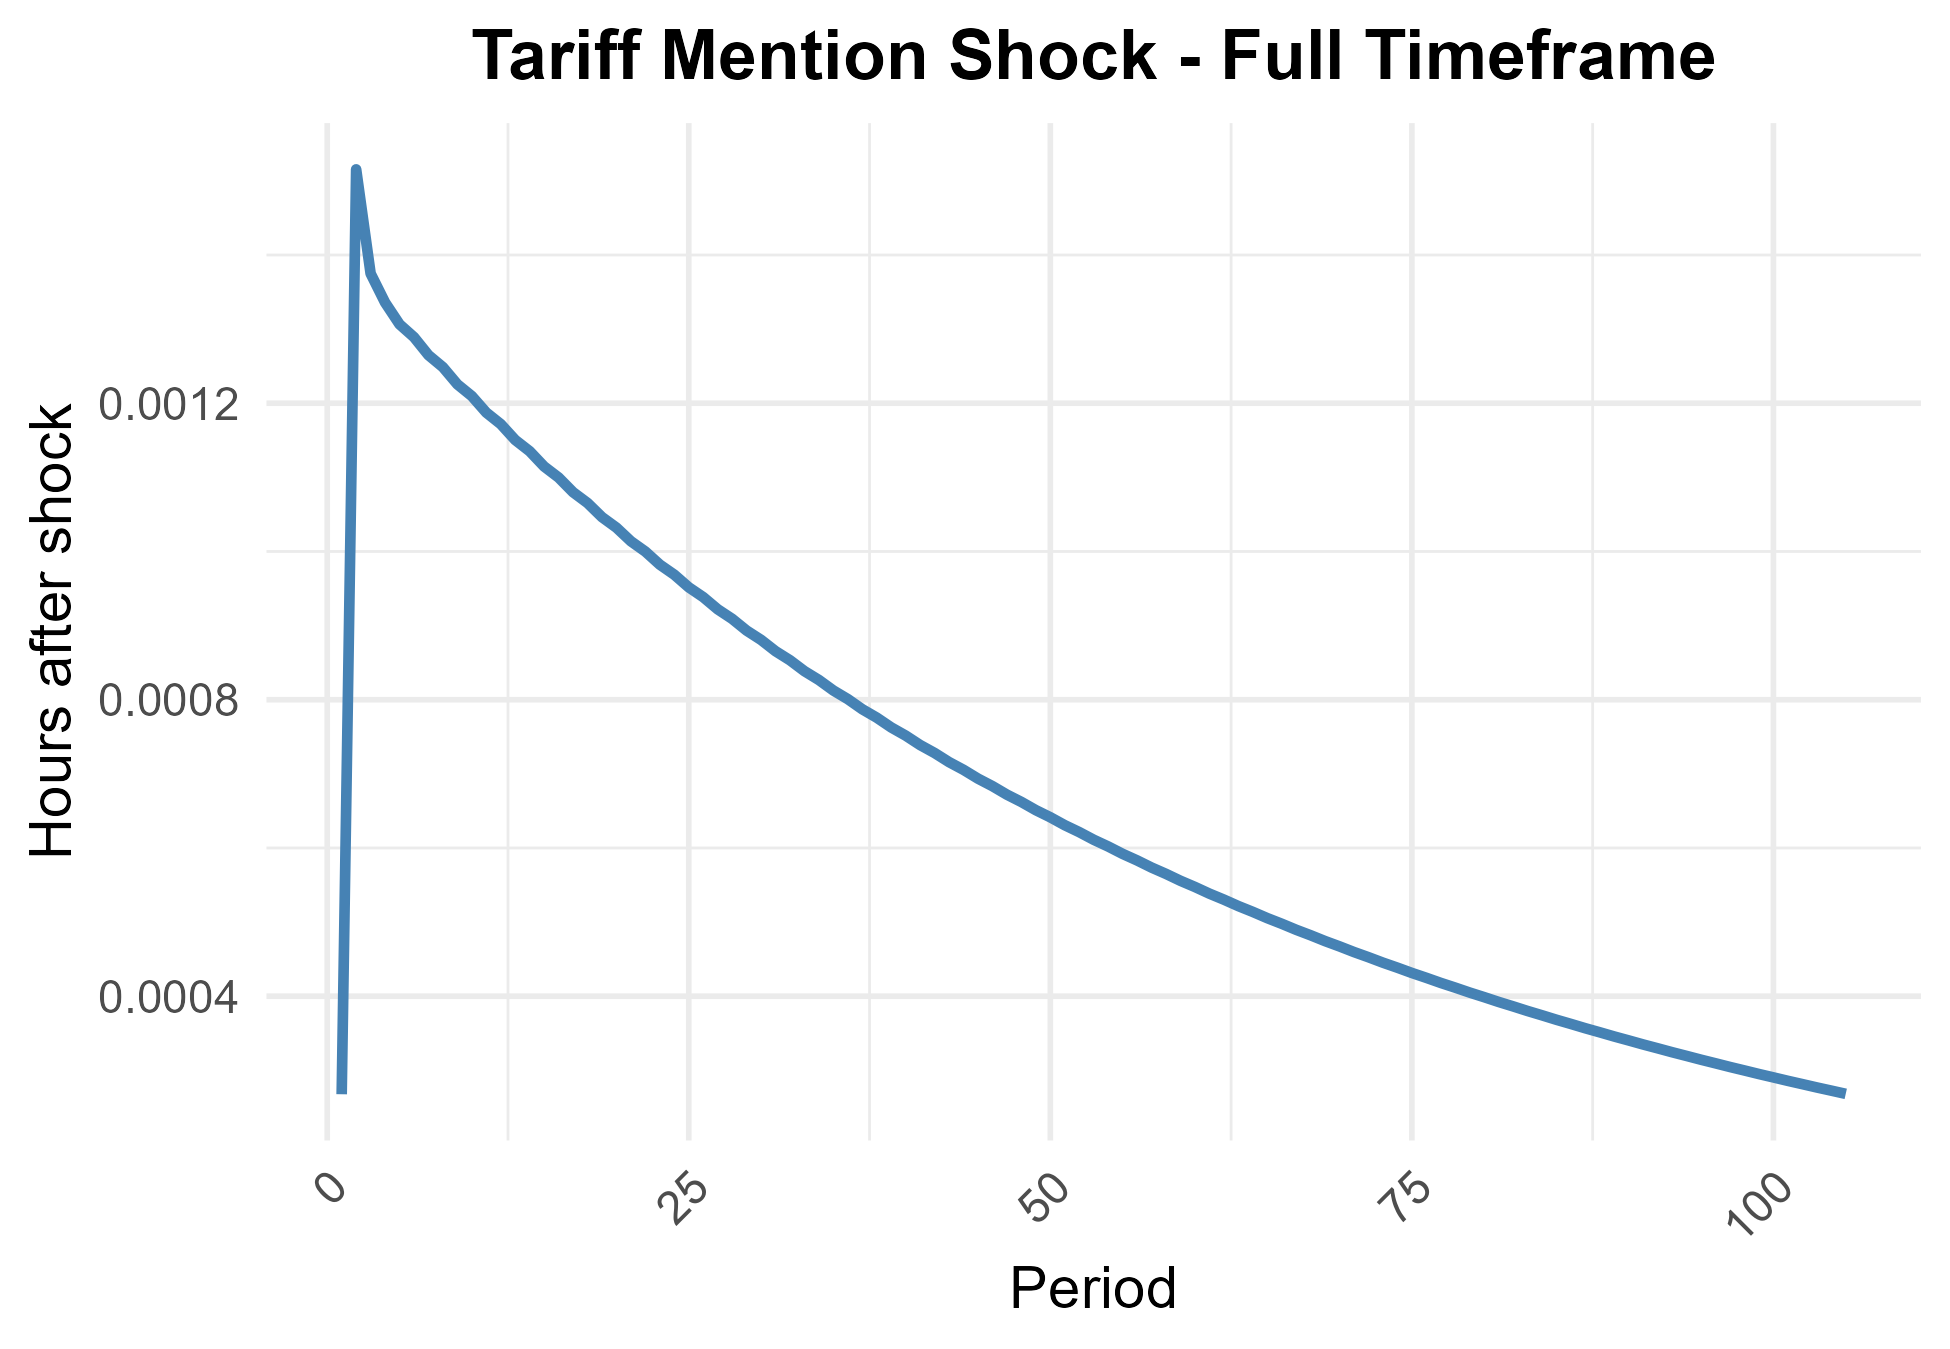 Tariff Mention Shock - Full Timeframe
Hours after shock
0.0012
0.0008
0.0004
0
25
50
75
100
Period